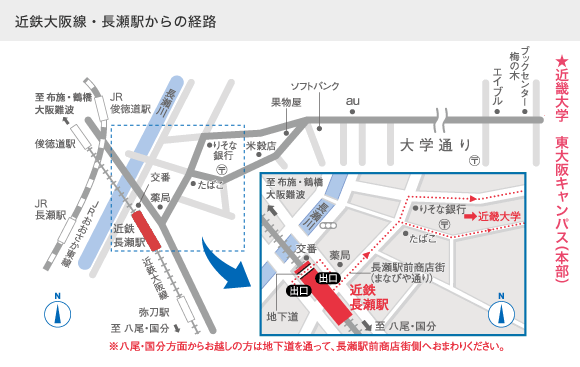 近鉄大阪線・長瀬駅からの経路
至 布施・鶴橋
大阪難波
JR
俊徳道駅
俊徳道駅
長瀬川
JR
長瀬駅
JRおおさか東線
交番
薬局
近鉄
長瀬駅
近鉄大阪線
弥刀駅
至 八尾・国分
りそな
銀行
米穀店
たばこ
果物屋
ソフトバンク
au
大学通り
エイブル
ブックセンター
梅の木
★近畿大学 東大阪キャンパス(本部)
至 布施・鶴橋
大阪難波
長瀬川
りそな銀行
近畿大学
たばこ
交番
薬局
長瀬駅前商店街
(まなびや通り)
出口
出口
近鉄
長瀬駅
地下道
至 八尾・国分
N
N
※八尾・国分方面からお越しの方は地下道を通って、長瀬駅前商店街側へおまわりください。